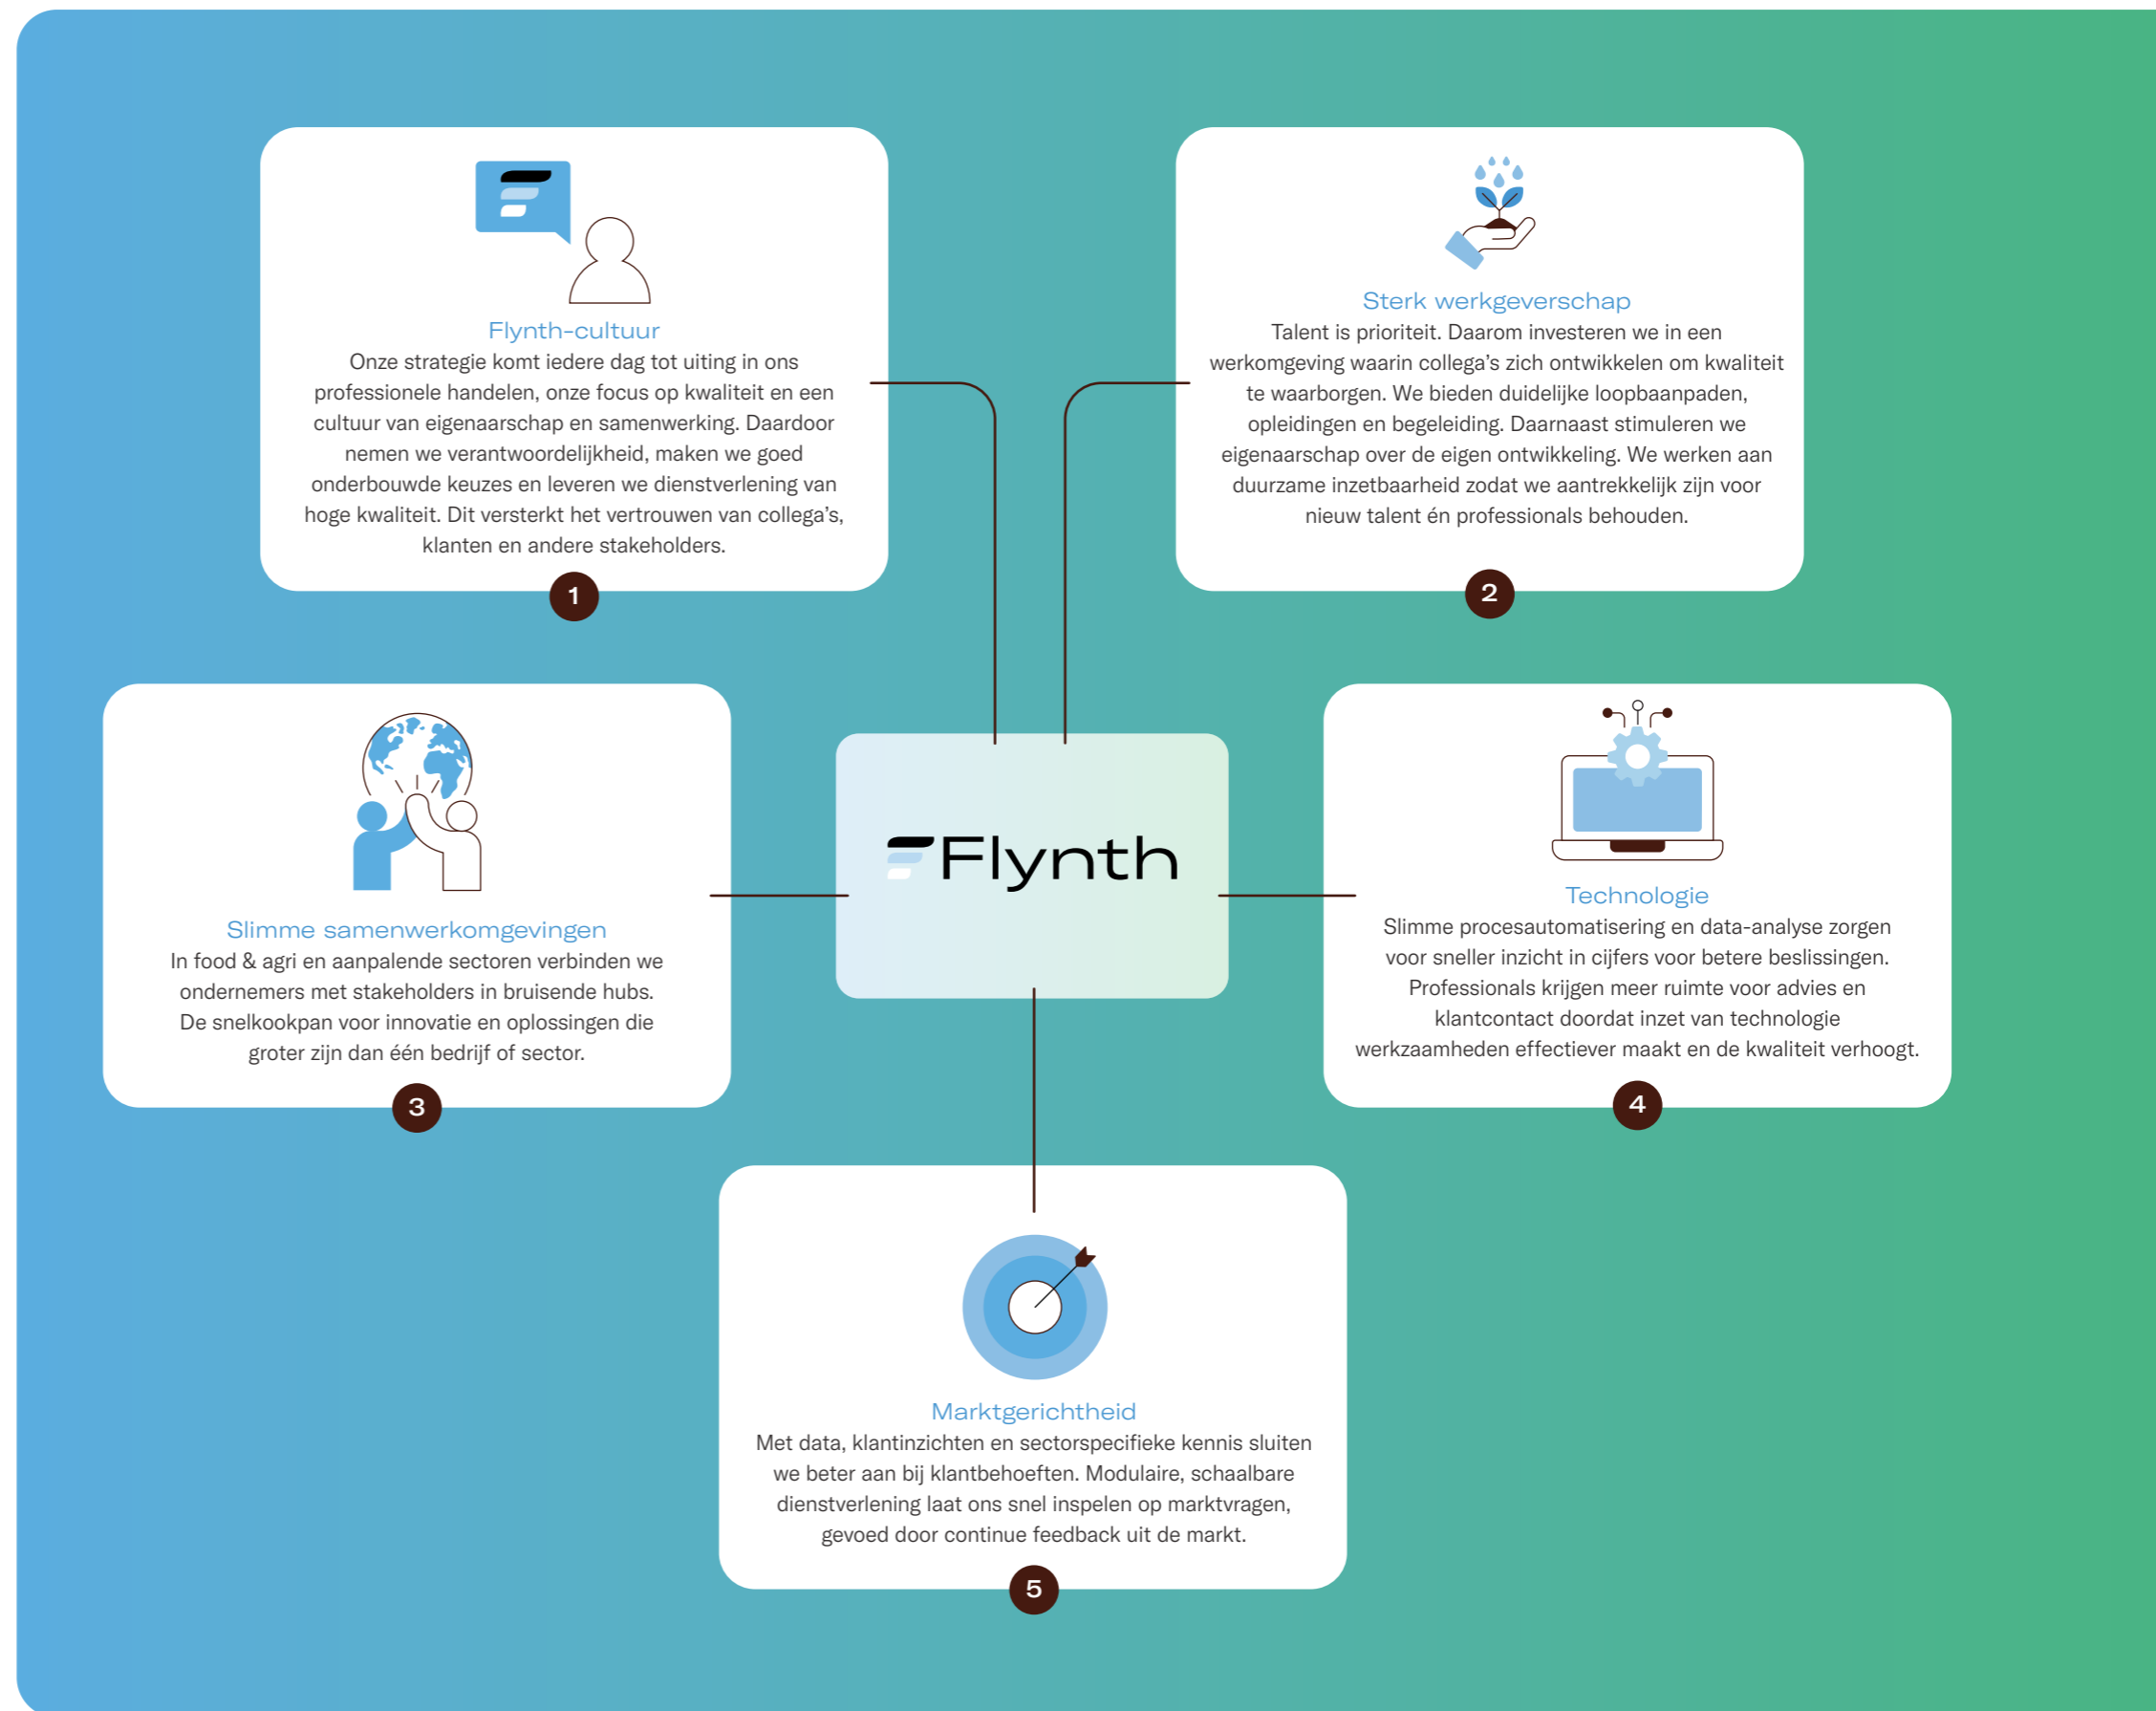 Flynth-cultuur
Onze strategie komt iedere dag tot uiting in ons
professionele handelen, onze focus op kwaliteit en een
cultuur van eigenaarschap en samenwerking. Daardoor
nemen we verantwoordelijkheid, maken we goed
onderbouwde keuzes en leveren we dienstverlening van
hoge kwaliteit. Dit versterkt het vertrouwen van collega’s,
klanten en andere stakeholders.
1
Sterk werkgeverschap
Talent is prioriteit. Daarom investeren we in een
werkomgeving waarin collega’s zich ontwikkelen om kwaliteit
te waarborgen. We bieden duidelijke loopbaanpaden,
opleidingen en begeleiding. Daarnaast stimuleren we
eigenaarschap over de eigen ontwikkeling. We werken aan
duurzame inzetbaarheid zodat we aantrekkelijk zijn voor
nieuw talent én professionals behouden.
2
Slimme samenwerkomgevingen
In food & agri en aanpalende sectoren verbinden we
ondernemers met stakeholders in bruisende hubs.
De snelkookpan voor innovatie en oplossingen die
groter zijn dan één bedrijf of sector.
3
Flynth
Technologie
Slimme procesautomatisering en data-analyse zorgen
voor sneller inzicht in cijfers voor betere beslissingen.
Professionals krijgen meer ruimte voor advies en
klantcontact doordat inzet van technologie
werkzaamheden effectiever maakt en de kwaliteit verhoogt.
4
Marktgerichtheid
Met data, klantinzichten en sectorspecifieke kennis sluiten
we beter aan bij klantbehoeften. Modulaire, schaalbare
dienstverlening laat ons snel inspelen op marktvragen,
gevoed door continue feedback uit de markt.
5